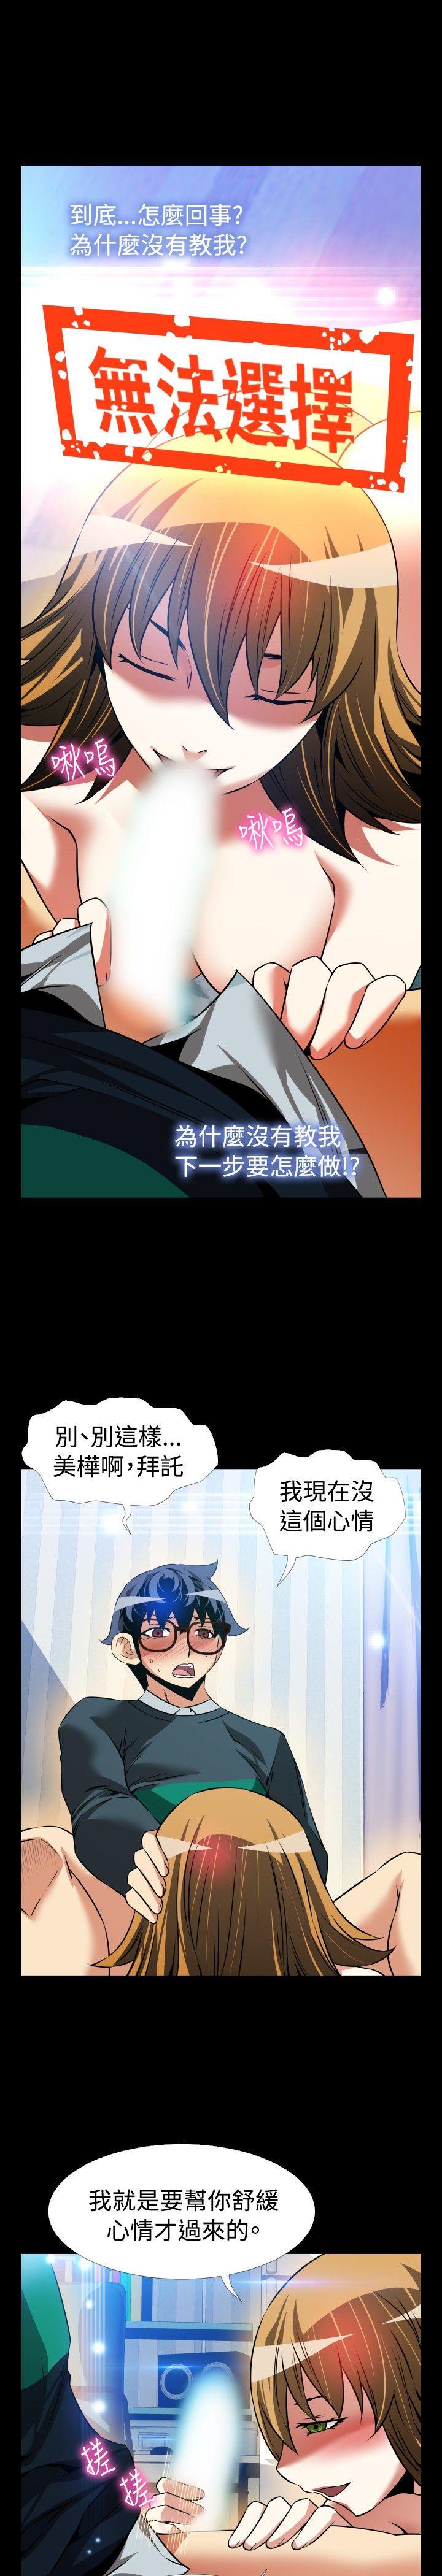 到底...怎麼回事?
為什麼沒有教我?
無法選擇
啾嗚
啾嗚
為什麼沒有教我
下一步要怎麼做!?
別、別這樣...
美樺啊，拜託
我現在沒
這個心情
我就是要幫你舒緩
心情才過來的。
搓
搓